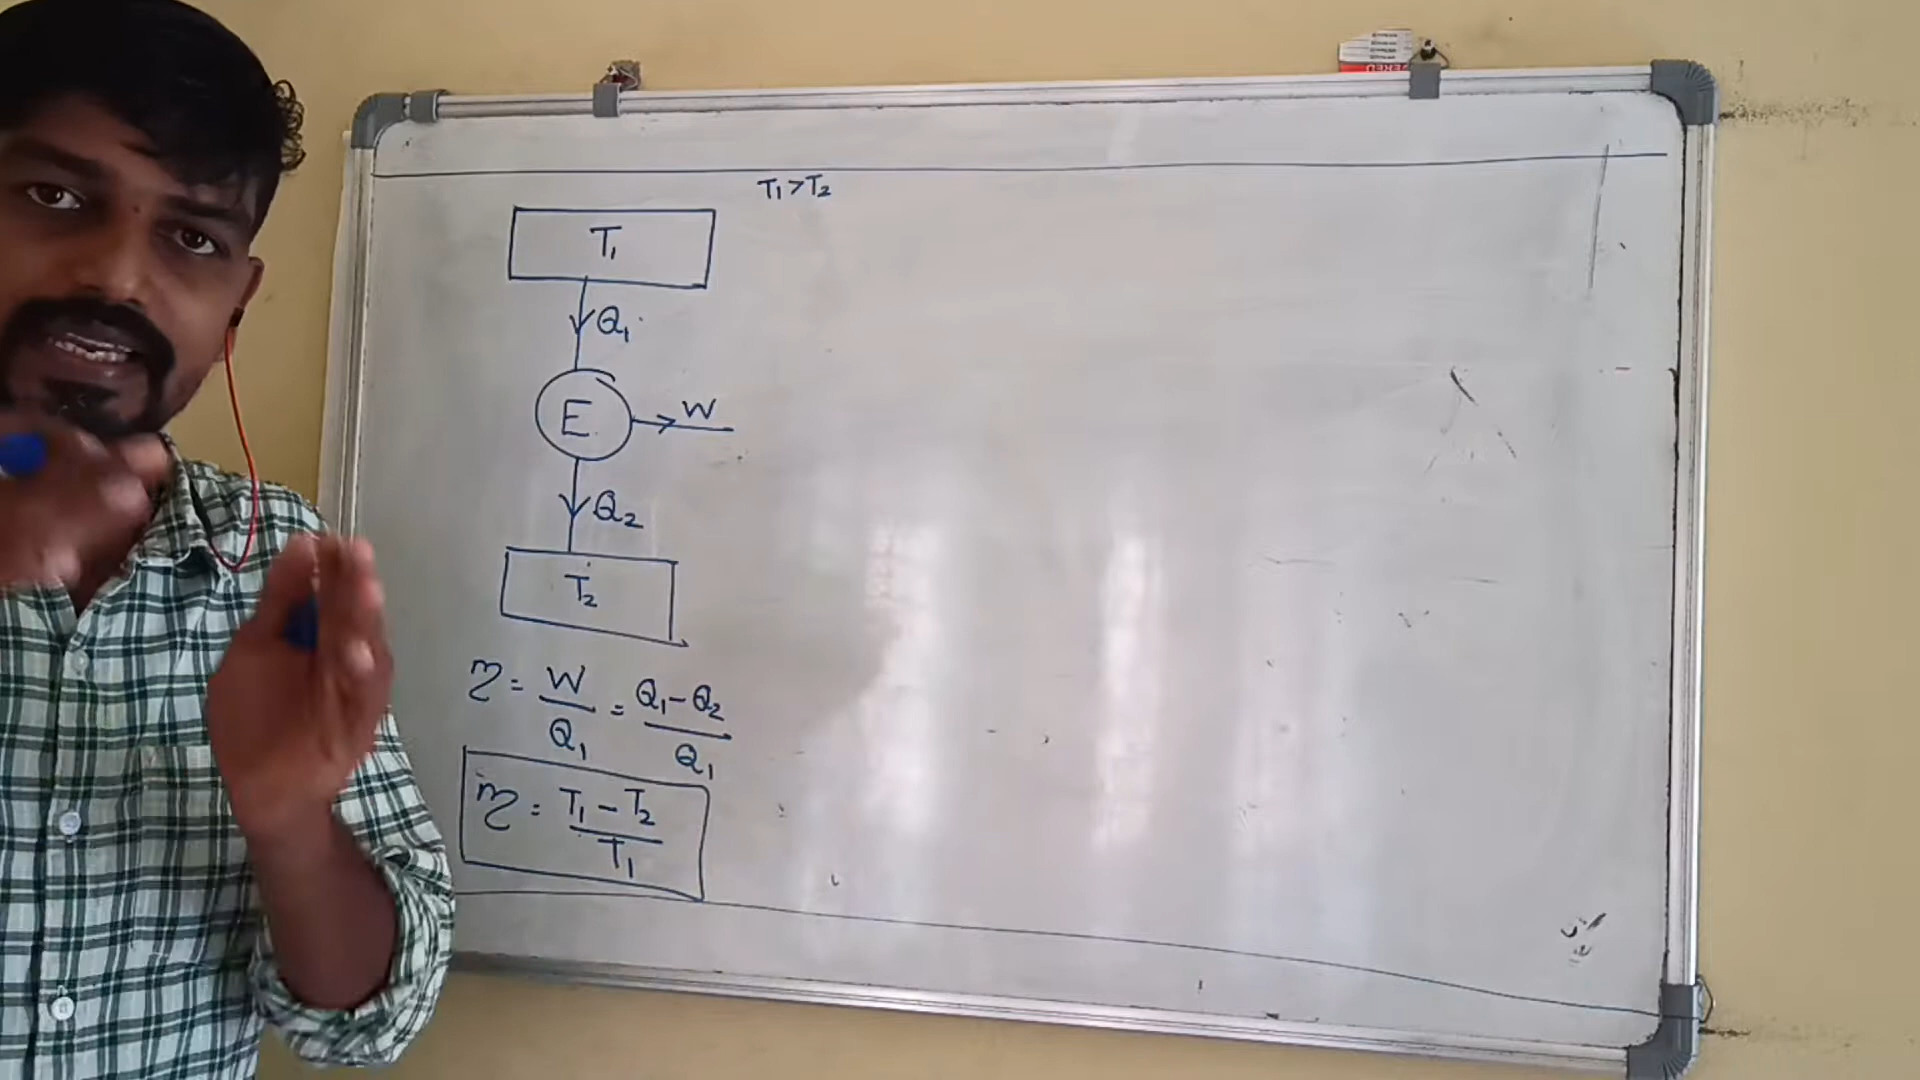 T₁ > T₂
T₁
Q₁
E
W
Q₂
T₂
η = W/Q₁ = Q₁ - Q₂/Q₁
η = T₁ - T₂/T₁